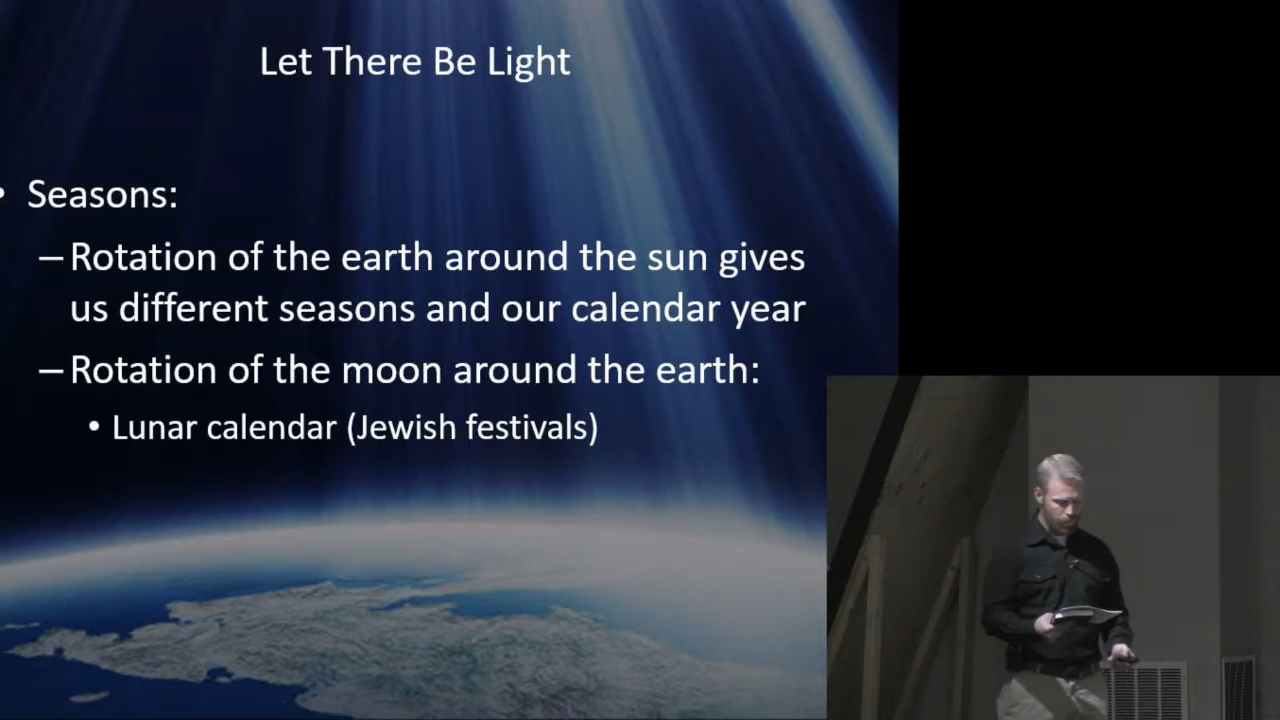 Let There Be Light
• Seasons:
– Rotation of the earth around the sun gives
us different seasons and our calendar year
– Rotation of the moon around the earth:
• Lunar calendar (Jewish festivals)